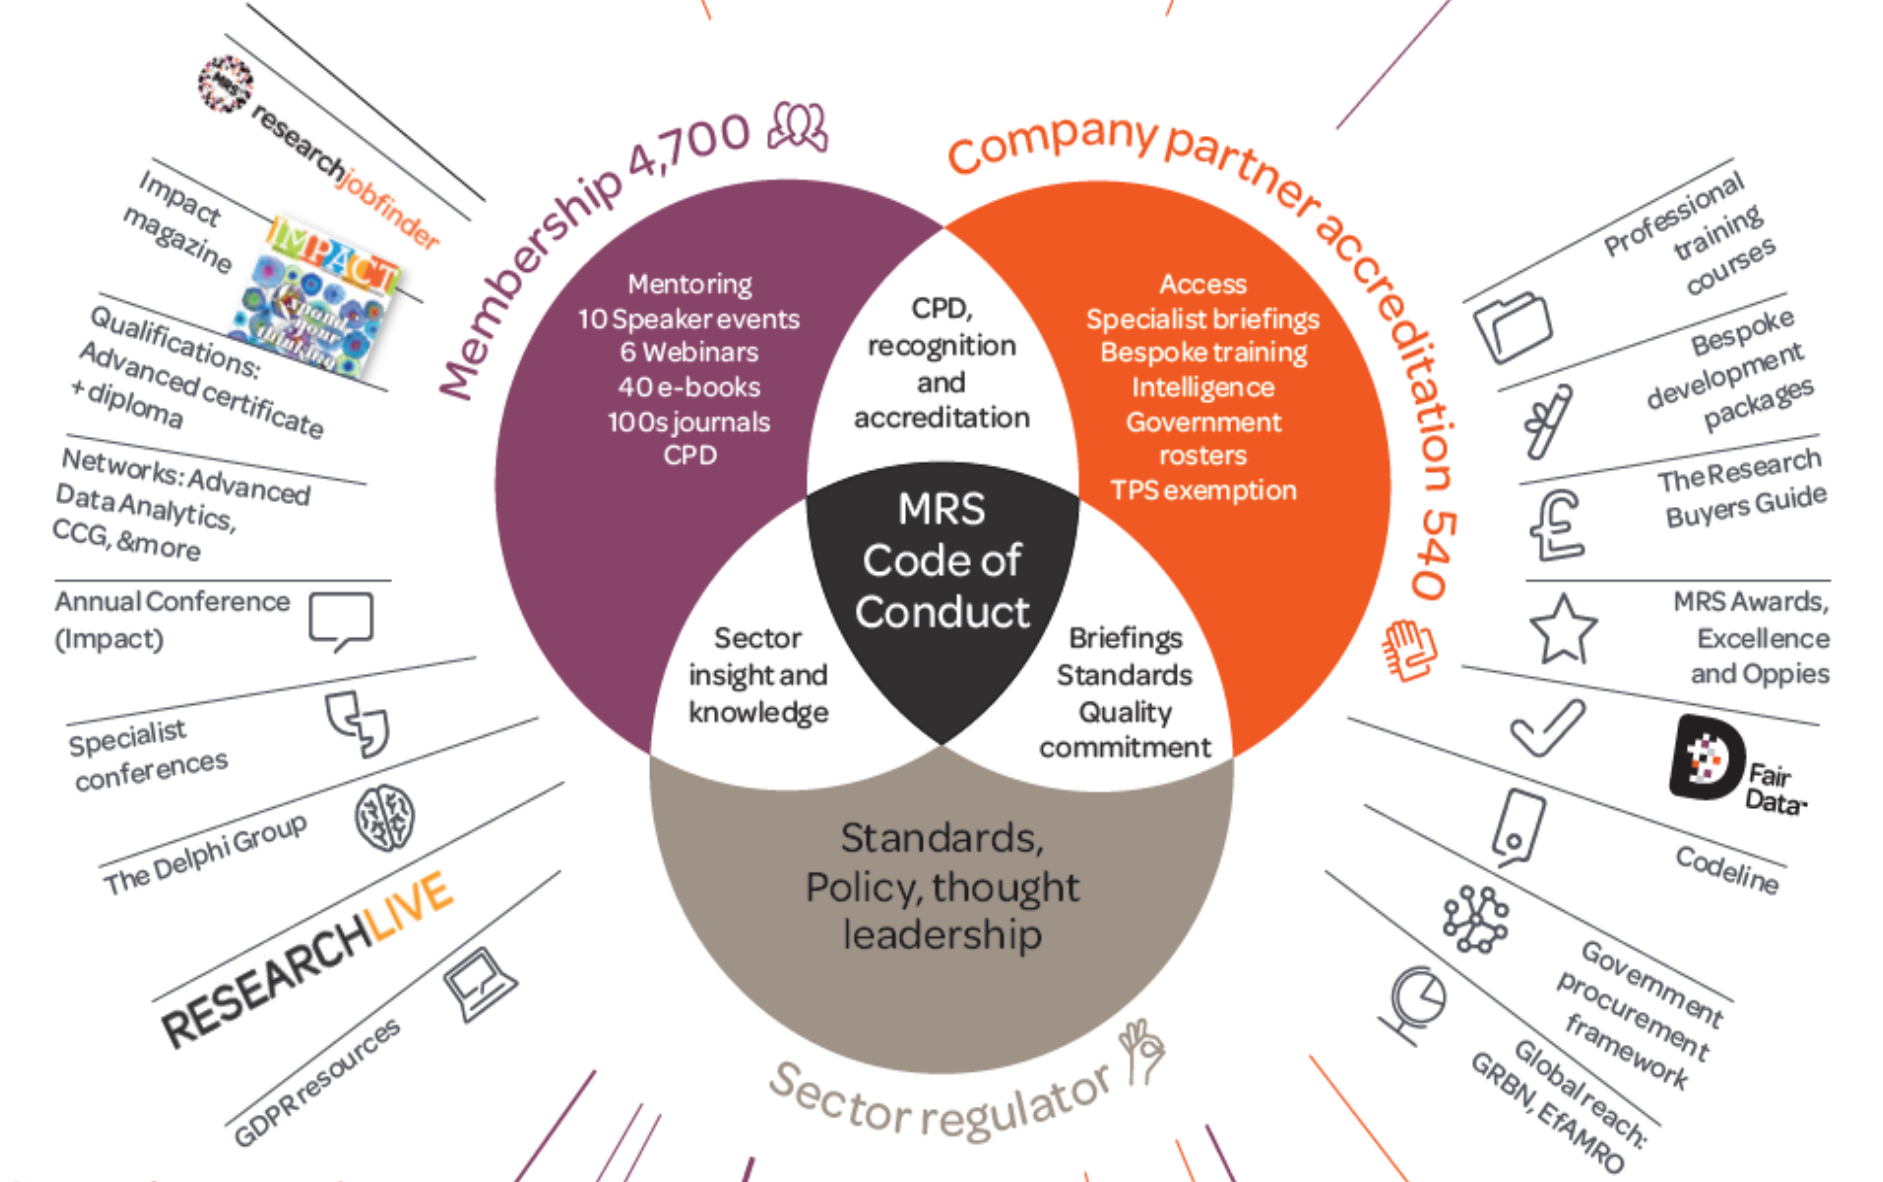 MRS
researchjobfinder
Impact
magazine
IMPACT
Expand
your
thinking
Qualifications:
Advanced certificate
+ diploma
Networks: Advanced
Data Analytics,
CCG, &more
Annual Conference
(Impact)
Specialist
conferences
The Delphi Group
RESEARCHLIVE
GDPR resources
Membership 4,700
Mentoring
10 Speaker events
6 Webinars
40 e-books
100s journals
CPD
CPD,
recognition
and
accreditation
Company partner accreditation 540
Access
Specialist briefings
Bespoke training
Intelligence
Government
rosters
TPS exemption
MRS
Code of
Conduct
Sector
insight and
knowledge
Briefings
Standards
Quality
commitment
Standards,
Policy, thought
leadership
Sector regulator
Professional
training
courses
Bespoke
development
packages
The Research
Buyers Guide
MRS Awards,
Excellence
and Oppies
Fair
Data™
Codeline
Government
procurement
framework
Global reach:
GRBN, EfAMRO